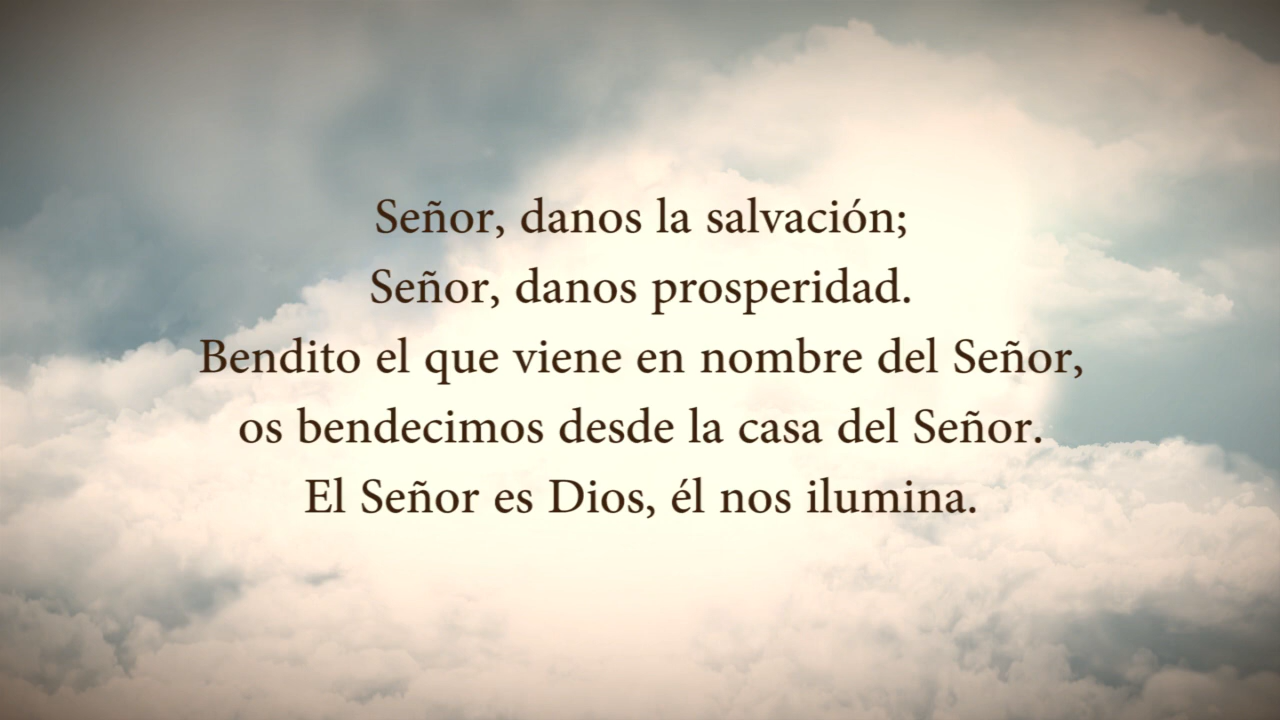 Señor, danos la salvación;
Señor, danos prosperidad.
Bendito el que viene en nombre del Señor,
os bendecimos desde la casa del Señor.
El Señor es Dios, él nos ilumina.